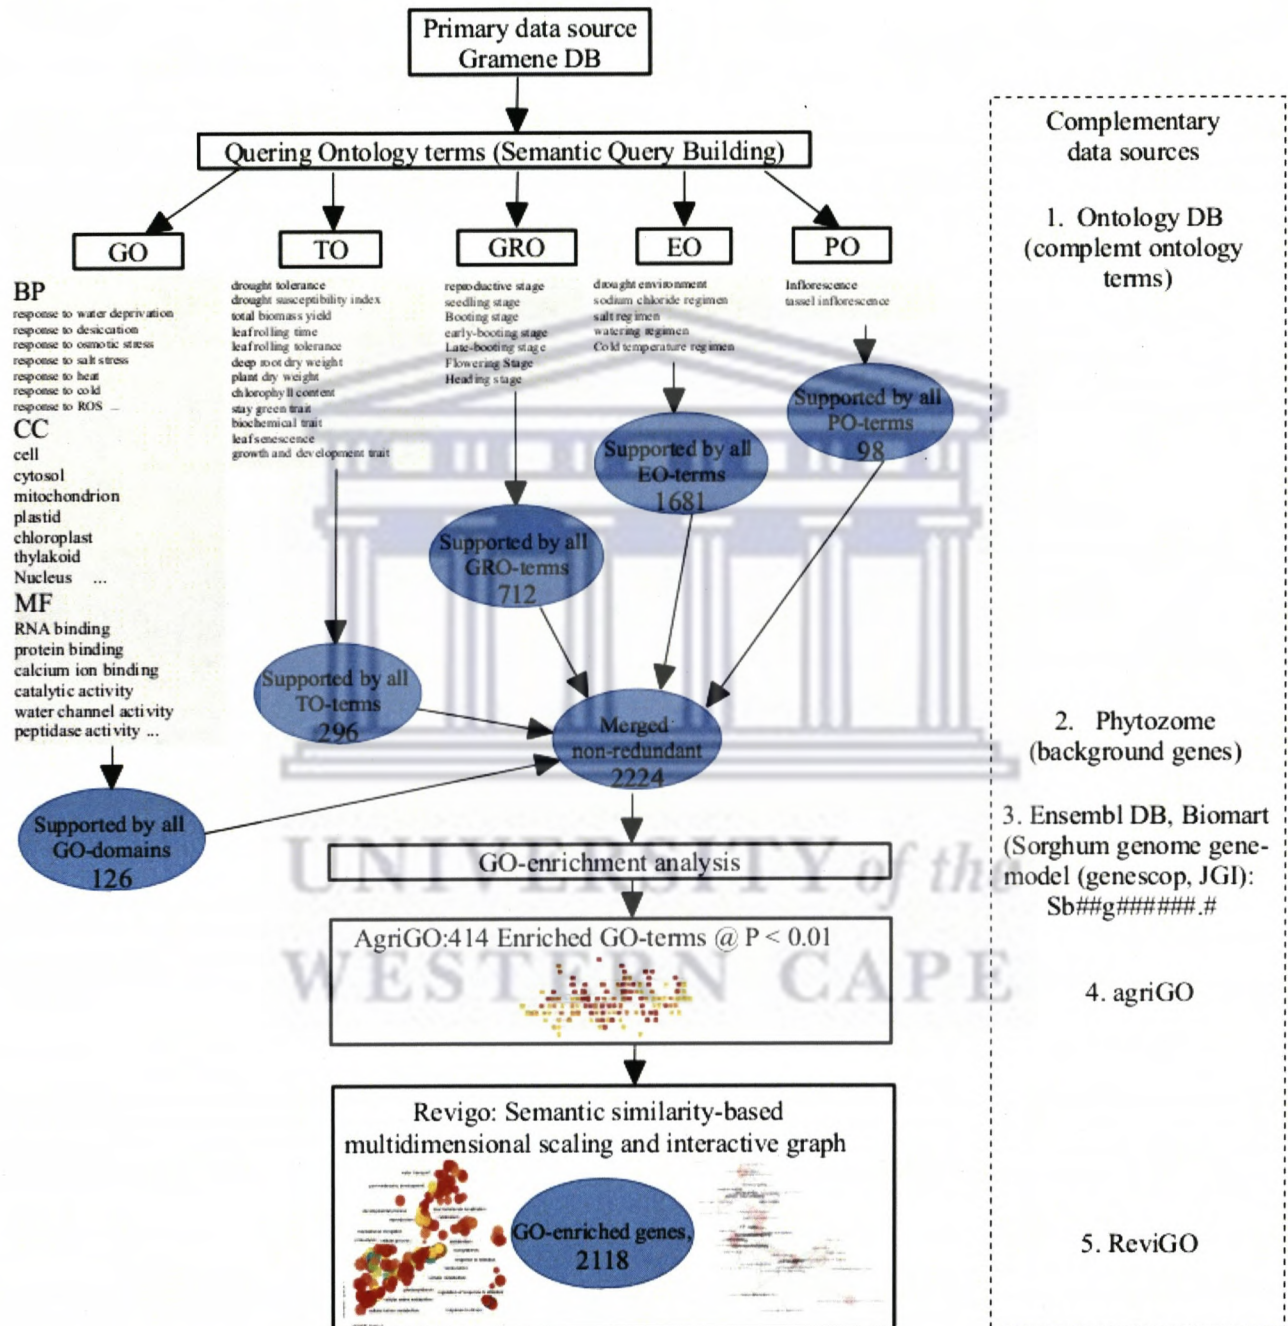 Primary data source
Gramene DB
Quering Ontology terms (Semantic Query Building)
GO
TO
GRO
EO
PO
BP
response to water deprivation
response to desiccation
response to osmotic stress
response to salt stress
response to heat
response to cold
response to ROS ...
CC
cell
cytosol
mitochondrion
plastid
chloroplast
thylakoid
Nucleus ...
MF
RNA binding
protein binding
calcium ion binding
catalytic activity
water channel activity
peptidase activity ...
drought tolerance
drought susceptibility index
total biomass yield
leaf rolling time
leaf rolling tolerance
deep root dry weight
plant dry weight
chlorophyll content
stay green trait
biochemical trait
leaf senescence
growth and development trait
reproductive stage
seedling stage
Booting stage
early-booting stage
Late-booting stage
Flowering Stage
Heading stage
drought environment
sodium chloride regimen
salt regimen
watering regimen
Cold temperature regimen
Inflorescence
tassel inflorescence
Supported by all
PO-terms
98
Supported by all
EO-terms
1681
Supported by all
GRO-terms
712
Supported by all
TO-terms
296
Supported by all
GO-domains
126
Merged
non-redundant
2224
GO-enrichment analysis
AgriGO:414 Enriched GO-terms @ P < 0.01
Revigo: Semantic similarity-based
multidimensional scaling and interactive graph
GO-enriched genes,
2118
UNIVERSITY of the
WESTERN CAPE
Complementary
data sources
1. Ontology DB
(complemt ontology
terms)
2. Phytozome
(background genes)
3. Ensembl DB, Biomart
(Sorghum genome gene-
model (genescop, JGI):
Sb##g######.#
4. agriGO
5. ReviGO